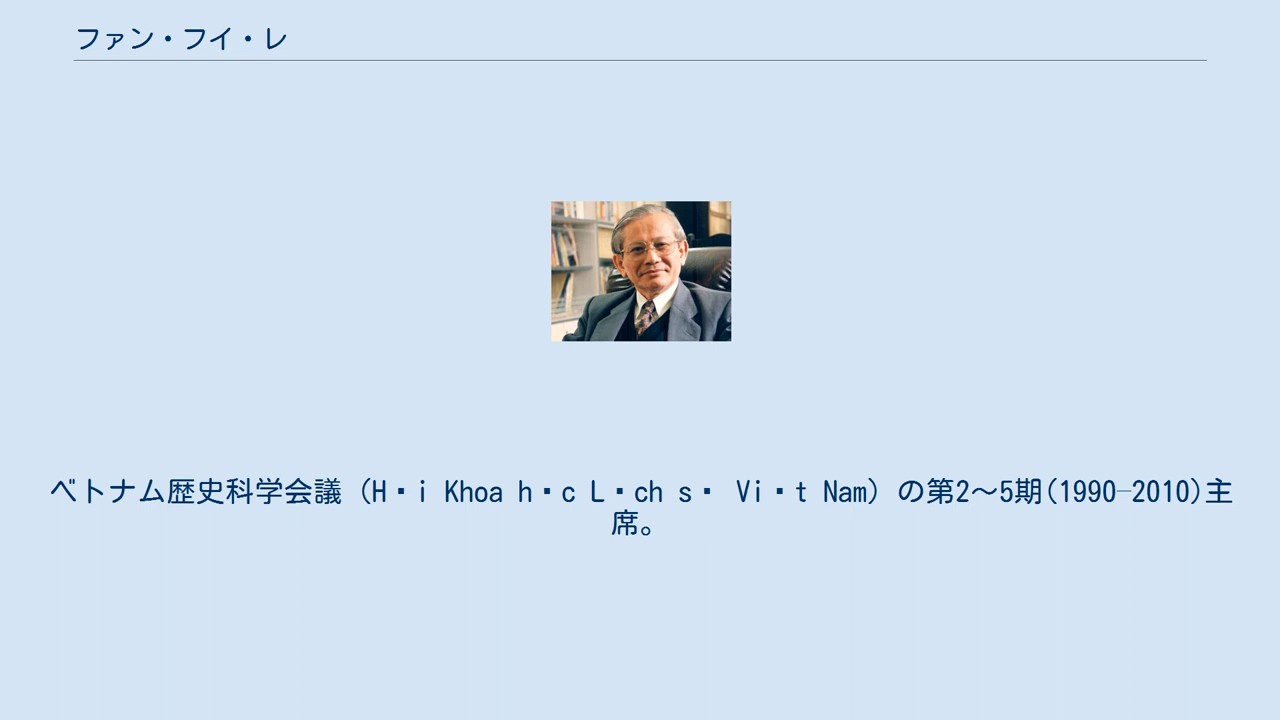 ファン・フイ・レ
ベトナム歴史科学会議（H▪i Khoa h▪c L▪ch s▪ Vi▪t Nam）の第2～5期(1990–2010)主
席。